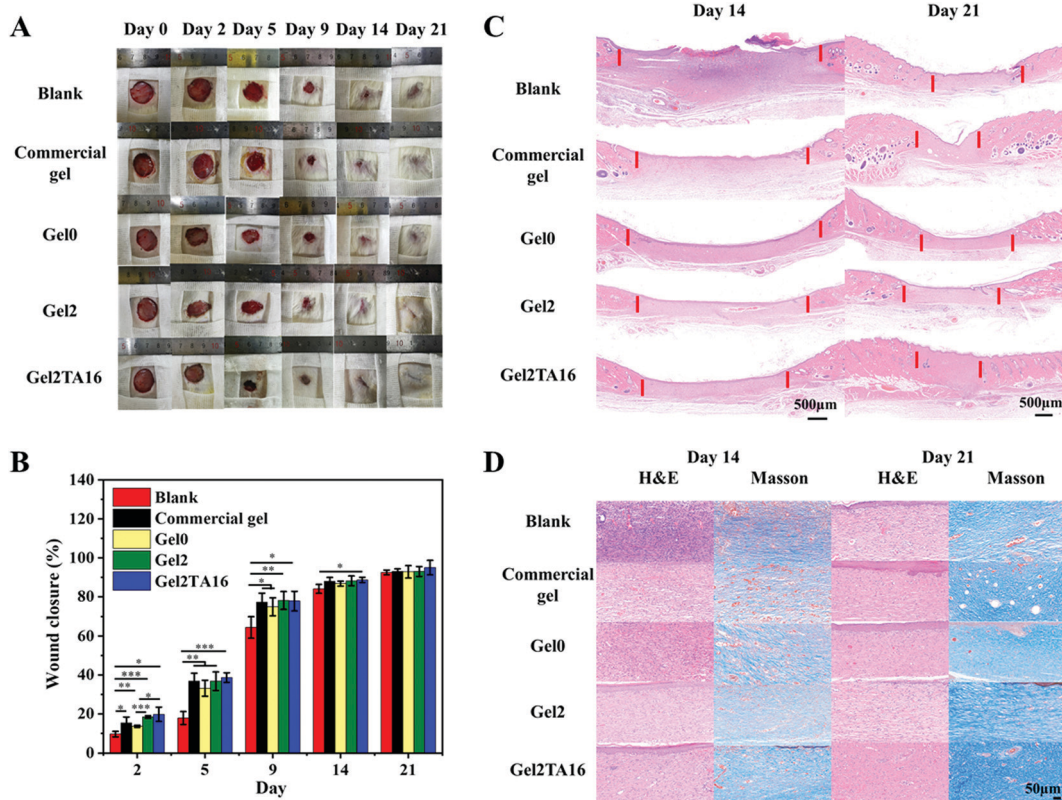 A
Day 0 Day 2 Day 5 Day 9 Day 14 Day 21
Blank
Commercial
gel
Gel0
Gel2
Gel2TA16
B
Wound closure (%)
140
120
100
80
60
40
20
0
Blank
Commercial gel
Gel0
Gel2
Gel2TA16
* ** *** * *** *
** ***
* ** *
*
2 5 9 14 21
Day
C
Day 14 Day 21
Blank
Commercial
gel
Gel0
Gel2
Gel2TA16
500μm 500μm
D
Day 14 Day 21
H&E Masson H&E Masson
Blank
Commercial
gel
Gel0
Gel2
Gel2TA16
50μm